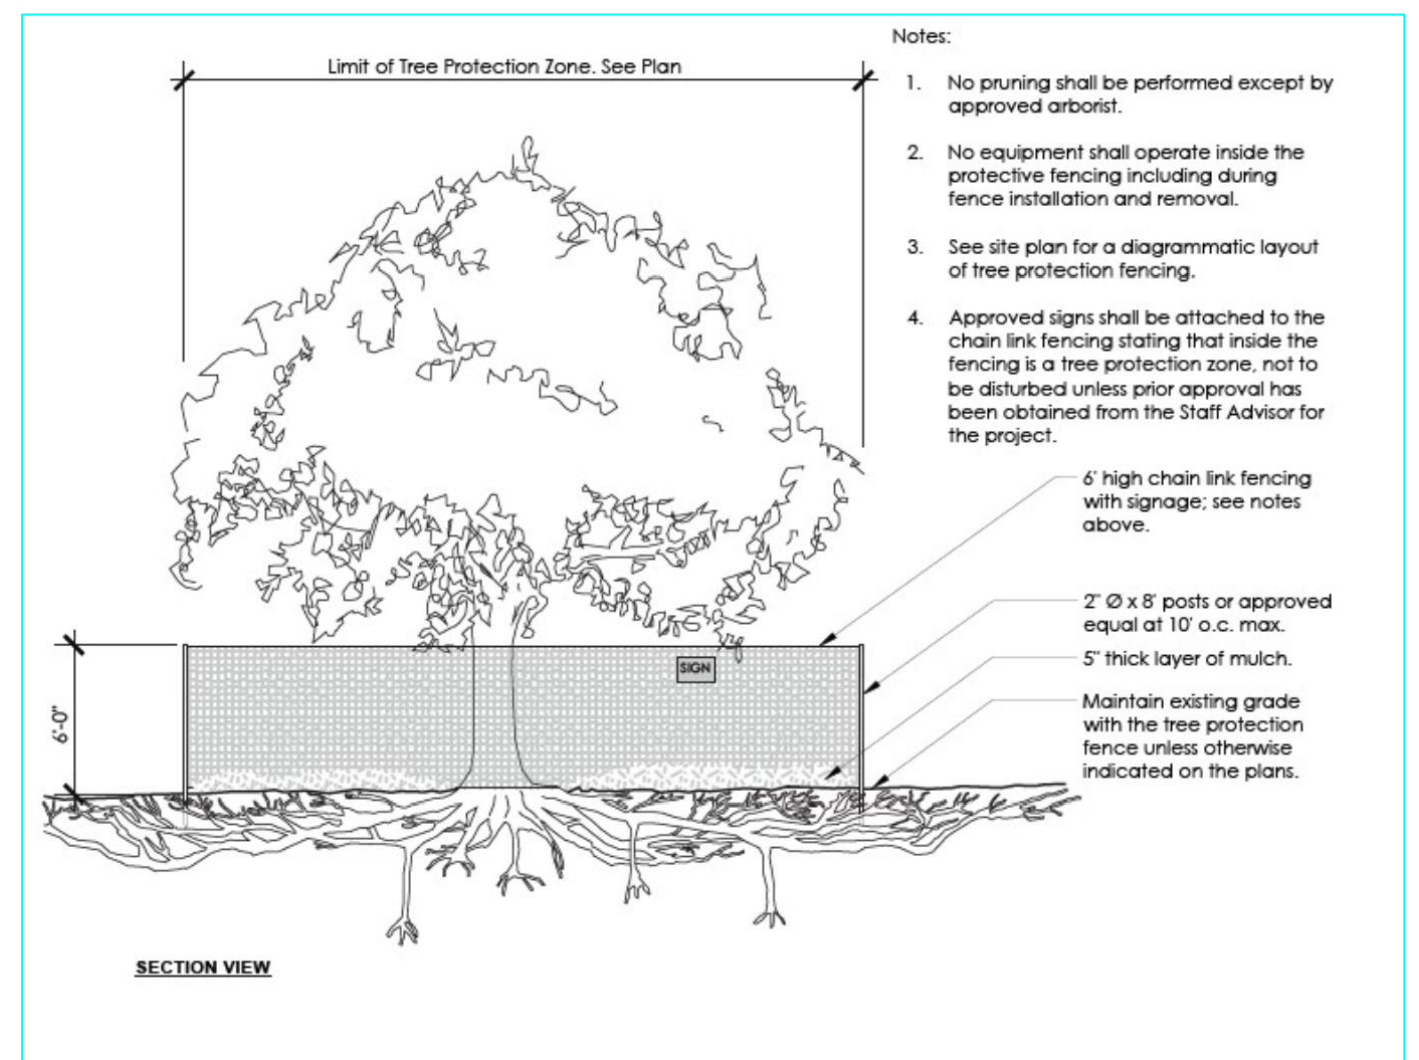 Limit of Tree Protection Zone. See Plan
Notes:
1. No pruning shall be performed except by
approved arborist.
2. No equipment shall operate inside the
protective fencing including during
fence installation and removal.
3. See site plan for a diagrammatic layout
of tree protection fencing.
4. Approved signs shall be attached to the
chain link fencing stating that inside the
fencing is a tree protection zone, not to
be disturbed unless prior approval has
been obtained from the Staff Advisor for
the project.
6' high chain link fencing
with signage; see notes
above.
2" Ø x 8' posts or approved
equal at 10' o.c. max.
5" thick layer of mulch.
Maintain existing grade
with the tree protection
fence unless otherwise
indicated on the plans.
SIGN
6'-0"
SECTION VIEW